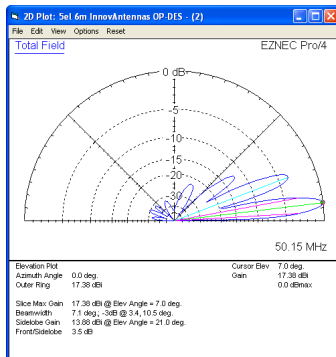 2D Plot: 5el 6m InnovAntennas OP-DES - (2)
File Edit View Options Reset
Total Field
EZNEC Pro/4
0 dB
-5
-10
-15
-20
-30
50.15 MHz
Elevation Plot
Cursor Elev 7.0 deg.
Azimuth Angle 0.0 deg.
Gain 17.38 dBi
Outer Ring 17.38 dBi
0.0 dBmax
Slice Max Gain 17.38 dBi @ Elev Angle = 7.0 deg.
Beamwidth 7.1 deg.; -3dB @ 3.4, 10.5 deg.
Sidelobe Gain 13.88 dBi @ Elev Angle = 21.0 deg.
Front/Sidelobe 3.5 dB